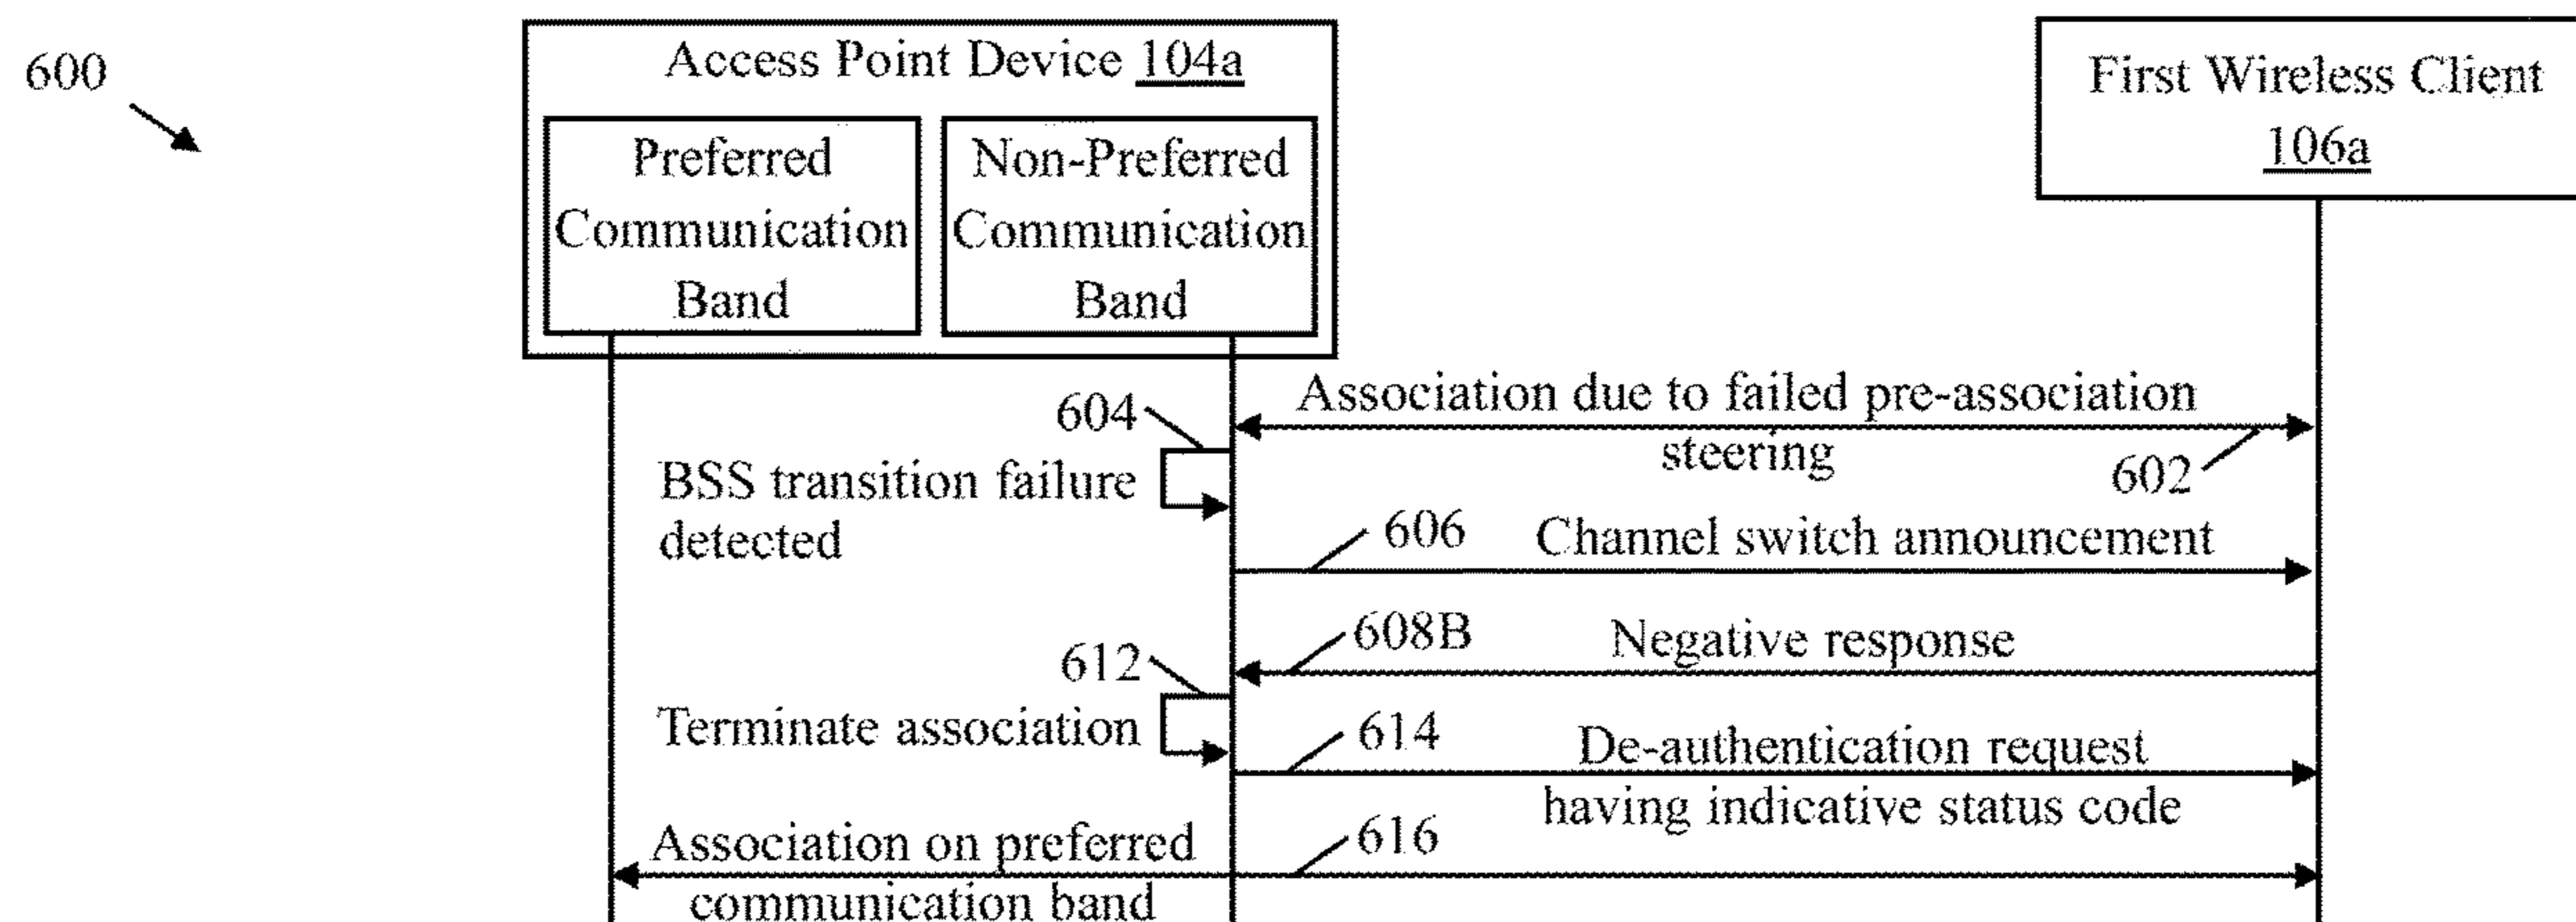 600
Access Point Device 104a
Preferred
Communication
Band
Non-Preferred
Communication
Band
First Wireless Client
106a
Association due to failed pre-association
steering
602
604
BSS transition failure
detected
606
Channel switch announcement
608B
Negative response
612
Terminate association
614
De-authentication request
having indicative status code
616
Association on preferred
communication band